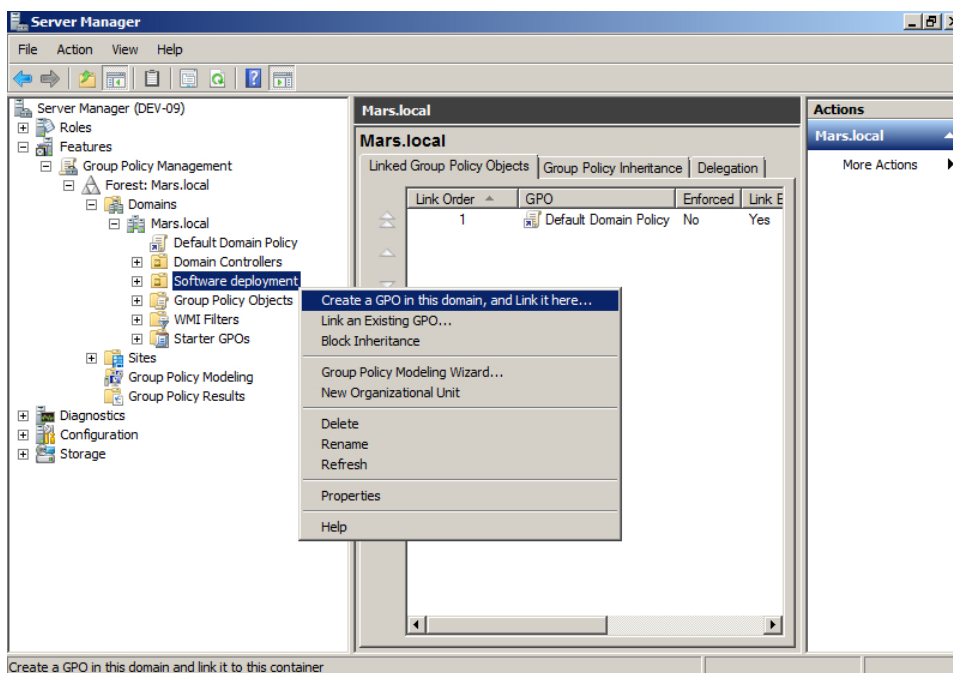 Server Manager
File Action View Help
Server Manager (DEV-09)
Roles
Features
Group Policy Management
Forest: Mars.local
Domains
Mars.local
Default Domain Policy
Domain Controllers
Software deployment
Group Policy Objects
WMI Filters
Starter GPOs
Sites
Group Policy Modeling
Group Policy Results
Diagnostics
Configuration
Storage
Mars.local
Mars.local
Linked Group Policy Objects Group Policy Inheritance Delegation
Link Order GPO Enforced Link E
1 Default Domain Policy No Yes
Create a GPO in this domain, and Link it here...
Link an Existing GPO...
Block Inheritance
Group Policy Modeling Wizard...
New Organizational Unit
Delete
Rename
Refresh
Properties
Help
Actions
Mars.local
More Actions
Create a GPO in this domain and link it to this container